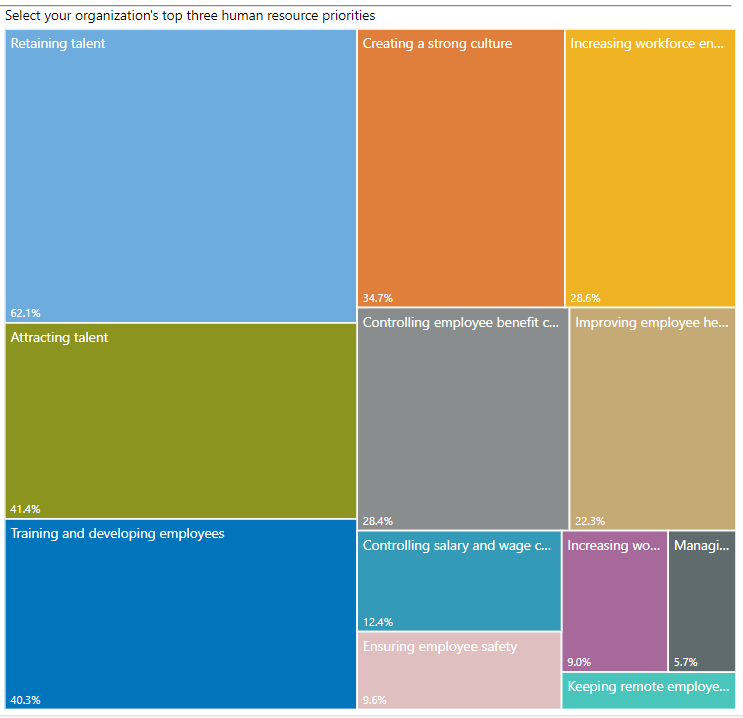 Select your organization's top three human resource priorities
Retaining talent
62.1%
Attracting talent
41.4%
Training and developing employees
40.3%
Creating a strong culture
34.7%
Increasing workforce en...
28.6%
Controlling employee benefit c...
28.4%
Improving employee he...
22.3%
Controlling salary and wage c...
12.4%
Ensuring employee safety
9.6%
Increasing wo...
9.0%
Managi...
5.7%
Keeping remote employe...